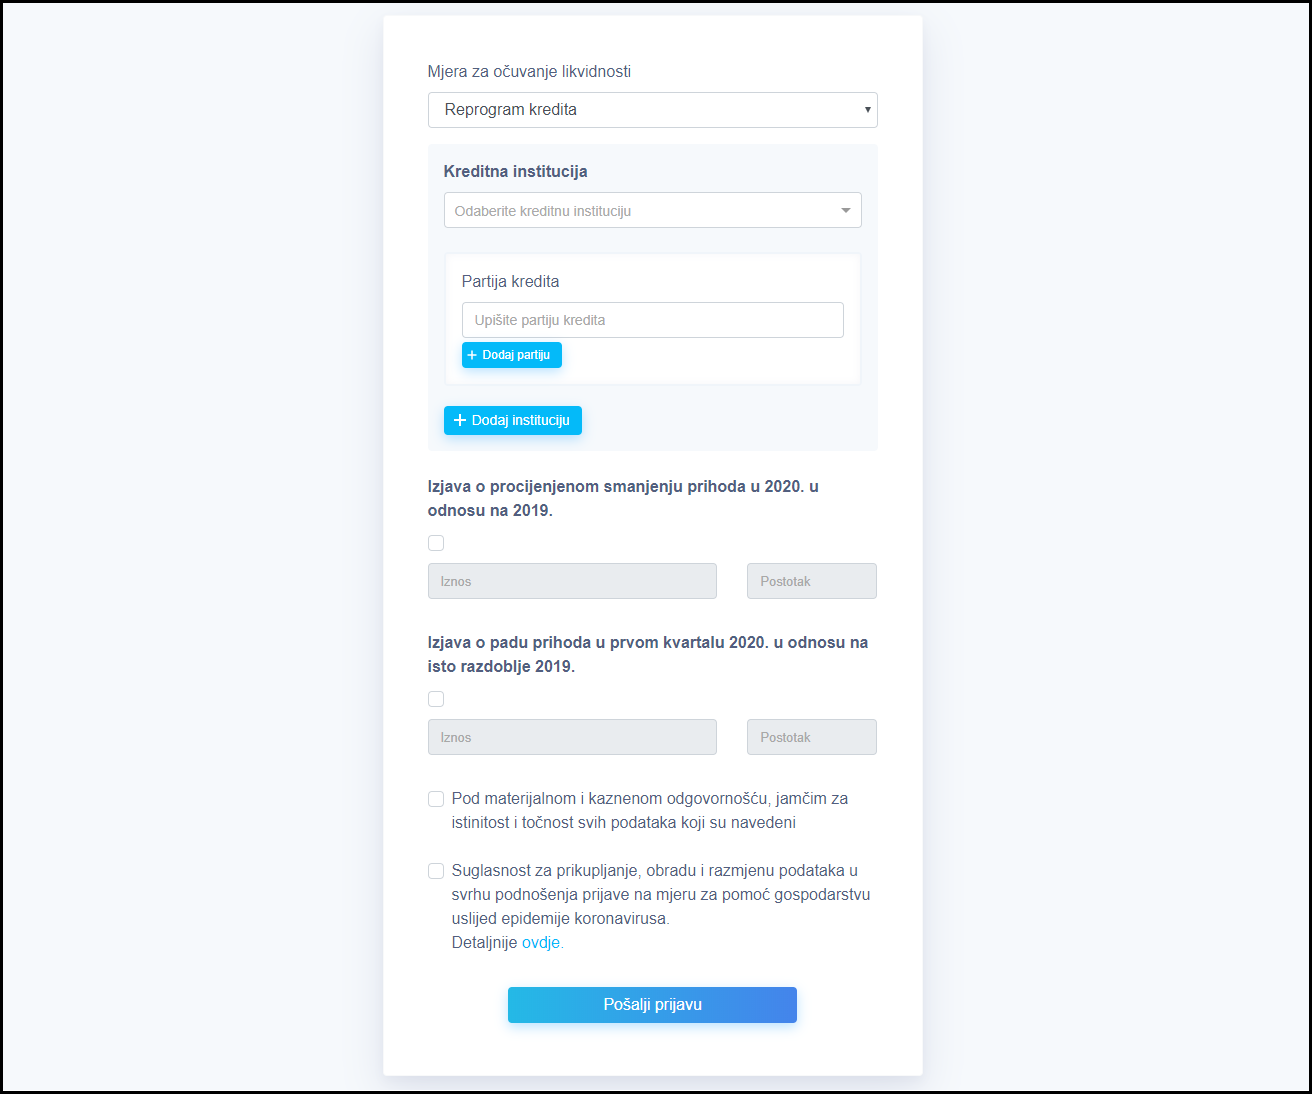 Mjera za očuvanje likvidnosti
Reprogram kredita
Kreditna institucija
Odaberite kreditnu instituciju
Partija kredita
Upišite partiju kredita
+ Dodaj partiju
+ Dodaj instituciju
Izjava o procijenjenom smanjenju prihoda u 2020. u
odnosu na 2019.
Iznos
Postotak
Izjava o padu prihoda u prvom kvartalu 2020. u odnosu na
isto razdoblje 2019.
Iznos
Postotak
Pod materijalnom i kaznenom odgovornošću, jamčim za
istinitost i točnost svih podataka koji su navedeni
Suglasnost za prikupljanje, obradu i razmjenu podataka u
svrhu podnošenja prijave na mjeru za pomoć gospodarstvu
uslijed epidemije koronavirusa.
Detaljnije ovdje.
Pošalji prijavu